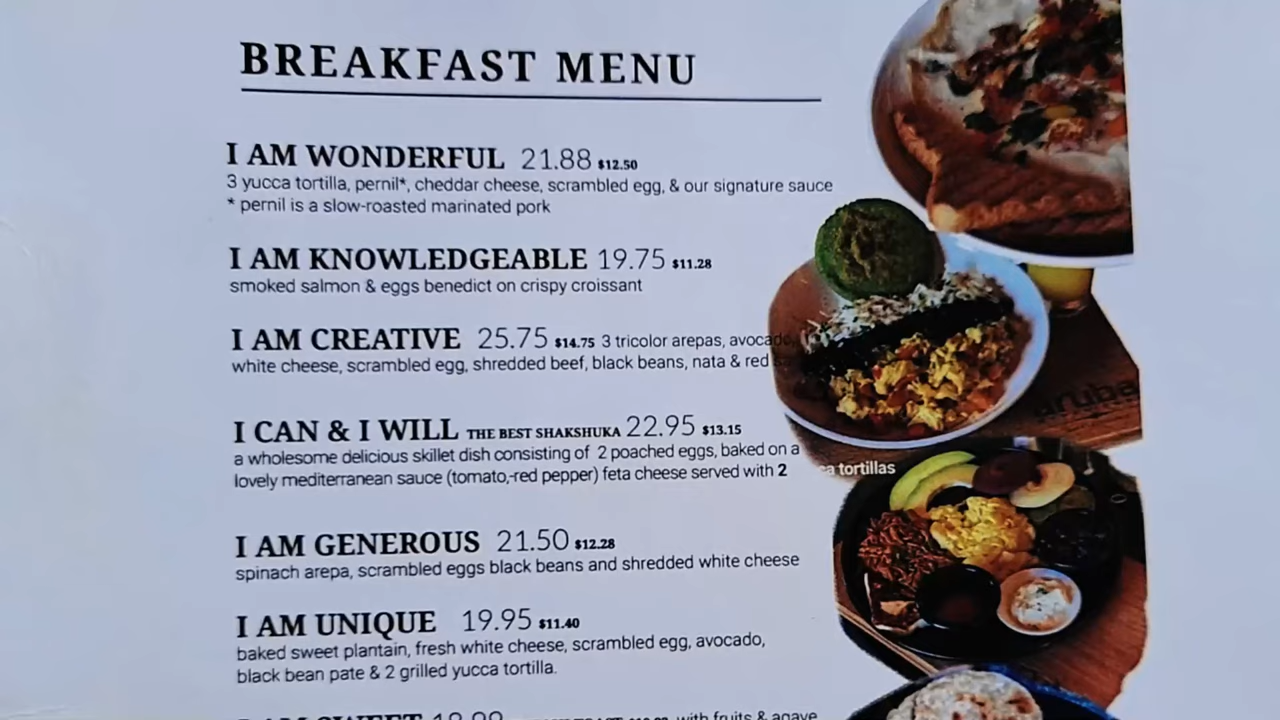 BREAKFAST MENU
I AM WONDERFUL 21.88 $12.50
3 yucca tortilla, pernil*, cheddar cheese, scrambled egg, & our signature sauce
* pernil is a slow-roasted marinated pork
I AM KNOWLEDGEABLE 19.75 $11.28
smoked salmon & eggs benedict on crispy croissant
I AM CREATIVE 25.75 $14.75 3 tricolor arepas, avocado,
white cheese, scrambled egg, shredded beef, black beans, nata & red
aruba
I CAN & I WILL THE BEST SHAKSHUKA 22.95 $13.15
a wholesome delicious skillet dish consisting of 2 poached eggs, baked on a
lovely mediterranean sauce (tomato,-red pepper) feta cheese served with 2
tortillas
I AM GENEROUS 21.50 $12.28
spinach arepa, scrambled eggs black beans and shredded white cheese
I AM UNIQUE 19.95 $11.40
baked sweet plantain, fresh white cheese, scrambled egg, avocado,
black bean pate & 2 grilled yucca tortilla.
I AM SWEET with fruits & agave